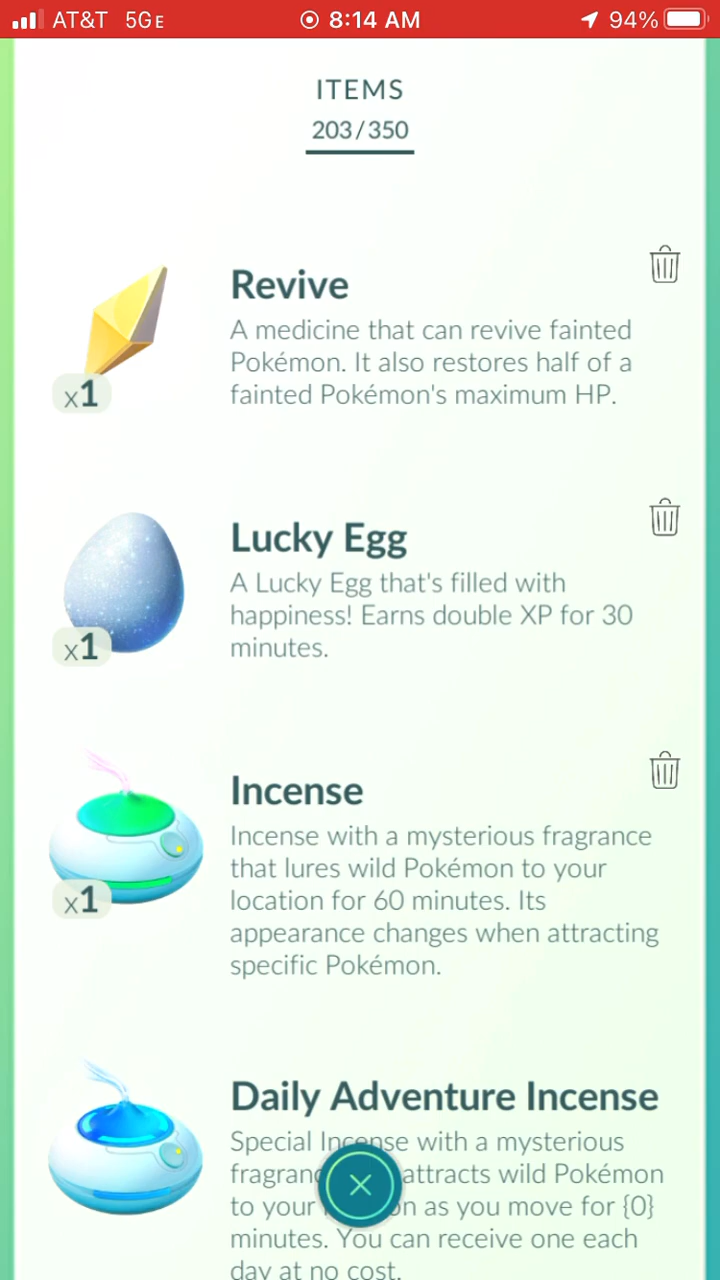 AT&T 5GE 8:14 AM 94%
ITEMS
203/350
Revive
A medicine that can revive fainted
Pokémon. It also restores half of a
fainted Pokémon's maximum HP.
x1
Lucky Egg
A Lucky Egg that's filled with
happiness! Earns double XP for 30
minutes.
x1
Incense
Incense with a mysterious fragrance
that lures wild Pokémon to your
location for 60 minutes. Its
appearance changes when attracting
specific Pokémon.
x1
Daily Adventure Incense
Special Incense with a mysterious
attracts wild Pokémon
to your as you move for {0}
minutes. You can receive one each
day at no cost.